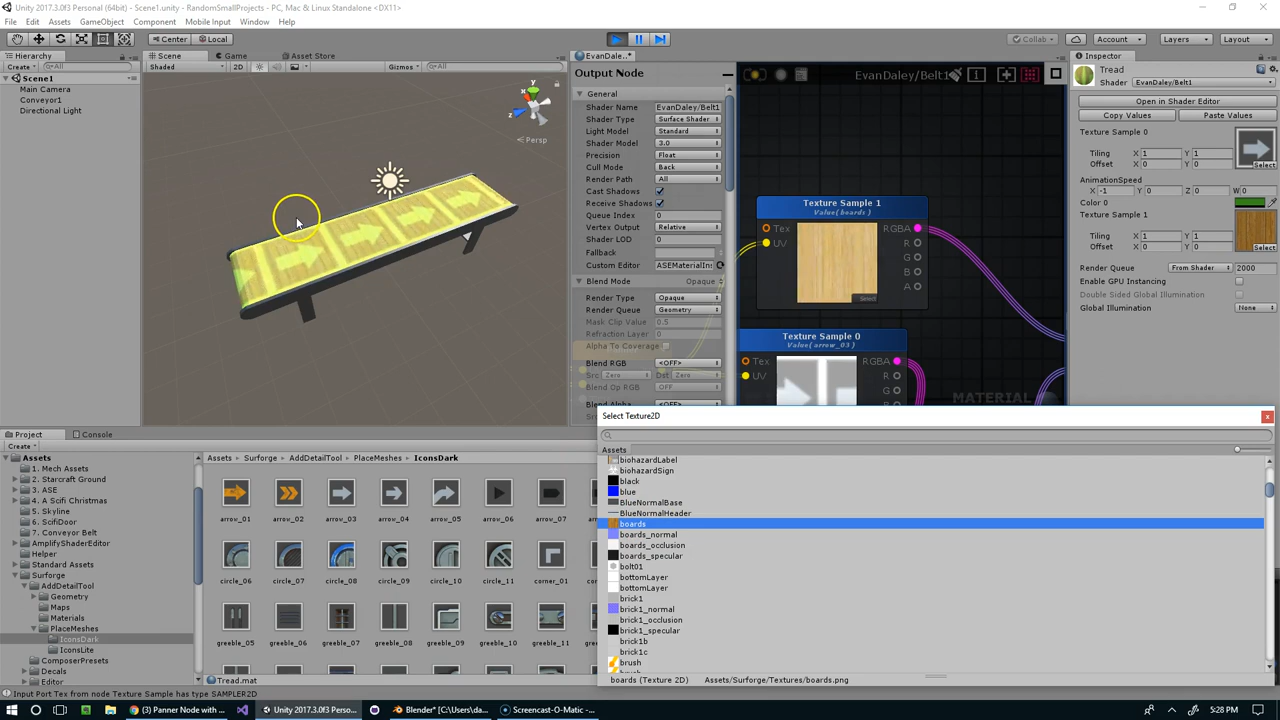 Unity 2017.3.0f3 Personal (64bit) - Scene1.unity - RandomSmallProjects - PC, Mac & Linux Standalone <DX11>
File Edit Assets GameObject Component Mobile Input Window Help
Center Local
Collab Account Layers Layout
Hierarchy
Create All
Scene1
Main Camera
Conveyor1
Directional Light
Scene Game Asset Store
Shaded 2D Gizmos All
y
z
Persp
EvanDale..*
Output Node
General
Shader Name EvanDaley/Belt1
Shader Type Surface Shader
Light Model Standard
Shader Model 3.0
Precision Float
Cull Mode Back
Render Path All
Cast Shadows
Receive Shadows
Queue Index 0
Vertex Output Relative
Shader LOD 0
Fallback
Custom Editor ASEMaterialIns
Blend Mode Opaque
Render Type Opaque
Render Queue Geometry
Mask Clip Value 0.5
Refraction Layer 0
Alpha To Coverage
Blend RGB <OFF>
Src Zero Dst Zero
Blend Op RGB OFF
Blend Alpha <OFF>
EvanDaley/Belt1
Texture Sample 1
Value( boards )
Tex RGBA
UV R
G
B
A
Select
Texture Sample 0
Value( arrow_03 )
Tex RGBA
UV R
G
B
MATERIAL
Inspector
Tread
Shader EvanDaley/Belt1
Open in Shader Editor
Copy Values Paste Values
Texture Sample 0
Tiling X 1 Y 1
Offset X 0 Y 0
Select
AnimationSpeed
X -1 Y 0 Z 0 W 0
Color 0
Texture Sample 1
Tiling X 1 Y 1
Offset X 0 Y 0
Select
Render Queue From Shader 2000
Enable GPU Instancing
Double Sided Global Illumination
Global Illumination None
Project Console
Create
Assets
1. Mech Assets
2. Starcraft Ground
3. ASE
4. A Scifi Christmas
5. Skyline
6. ScifiDoor
7. Conveyor Belt
AmplifyShaderEditor
Helper
Standard Assets
Surforge
AddDetailTool
Geometry
Maps
Materials
PlaceMeshes
IconsDark
IconsLite
ComposerPresets
Decals
Editor
Assets Surforge AddDetailTool PlaceMeshes IconsDark
arrow_01 arrow_02 arrow_03 arrow_04 arrow_05 arrow_06 arrow_07
circle_06 circle_07 circle_08 circle_09 circle_10 circle_11 corner_01
greeble_05 greeble_06 greeble_07 greeble_08 greeble_09 greeble_10 greeble_11
Tread.mat
Select Texture2D
Assets
biohazardLabel
biohazardSign
black
blue
BlueNormalBase
BlueNormalHeader
boards
boards_normal
boards_occlusion
boards_specular
bolt01
bottomLayer
bottomLayer
brick1
brick1_normal
brick1_occlusion
brick1_specular
brick1b
brick1c
brush
boards (Texture 2D) Assets/Surforge/Textures/boards.png
Input Port Tex from node Texture Sample has type SAMPLER2D
(3) Panner Node with Unity 2017.3.0f3 Perso... Blender* [C:\Users\da... Screencast-O-Matic -... 5:28 PM